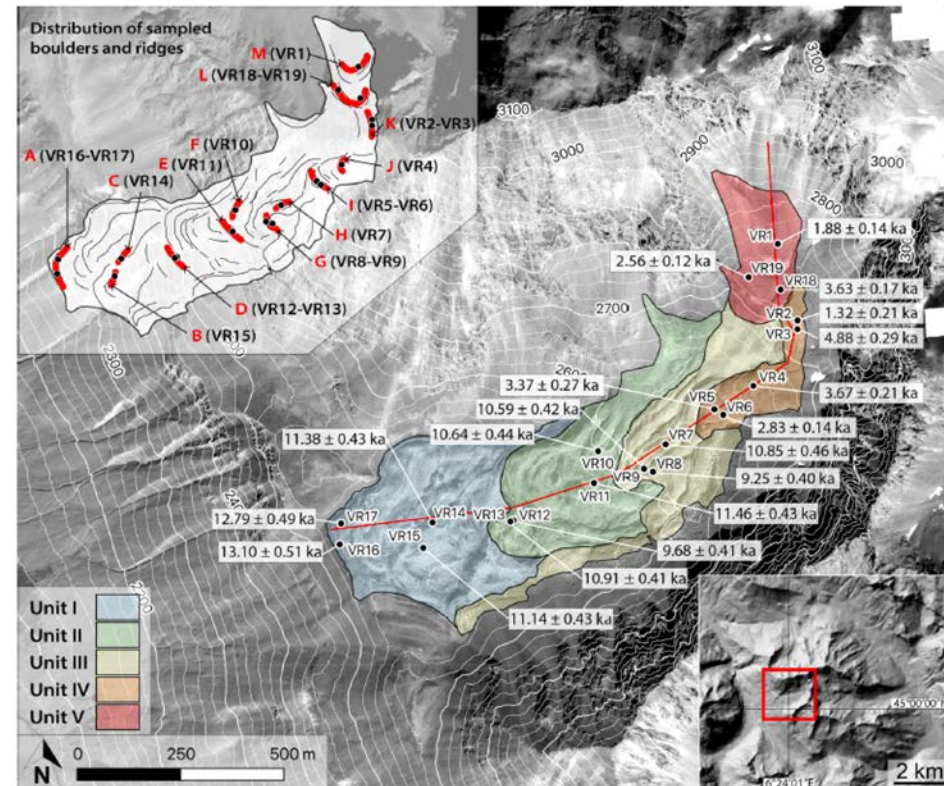 Distribution of sampled
boulders and ridges
M (VR1)
L (VR18-VR19)
K (VR2-VR3)
F (VR10)
E (VR11)
A (VR16-VR17)
C (VR14)
J (VR4)
I (VR5-VR6)
H (VR7)
G (VR8-VR9)
D (VR12-VR13)
B (VR15)
3100
3100
3000
2900
3000
2800
2700
2300
VR1
1.88 ± 0.14 ka
2.56 ± 0.12 ka
VR19
VR18
3.63 ± 0.17 ka
VR2
1.32 ± 0.21 ka
VR3
4.88 ± 0.29 ka
3.37 ± 0.27 ka
VR4
3.67 ± 0.21 ka
VR5
VR6
2.83 ± 0.14 ka
10.59 ± 0.42 ka
11.38 ± 0.43 ka
10.64 ± 0.44 ka
VR7
10.85 ± 0.46 ka
VR10
VR9
VR8
9.25 ± 0.40 ka
VR11
11.46 ± 0.43 ka
12.79 ± 0.49 ka
VR17
VR14
VR13
VR12
13.10 ± 0.51 ka
VR16
VR15
9.68 ± 0.41 ka
10.91 ± 0.41 ka
11.14 ± 0.43 ka
Unit I
Unit II
Unit III
Unit IV
Unit V
N
0
250
500 m
45°00'00"N
6°24'01"E
2 km